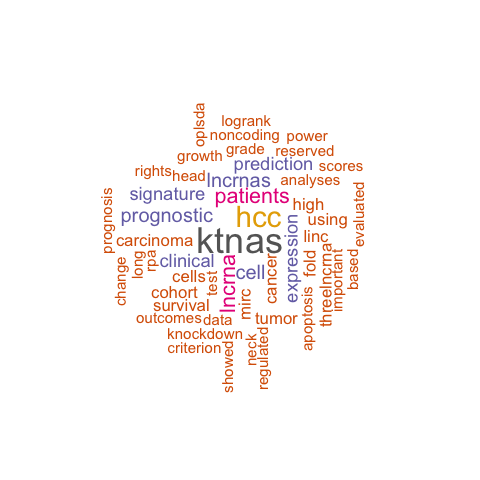 oplsda
logrank
noncoding
power
growth
grade
reserved
rights
head
prediction
scores
lncrnas
analyses
signature
patients
high
prognosis
prognostic
hcc
using
evaluated
carcinoma
ktnas
expression
linc
change
long
rpa
clinical
cell
fold
threelncrna
important
based
cells
test
lncrna
cancer
cohort
mirc
survival
apoptosis
outcomes
data
tumor
knockdown
criterion
showed
neck
regulated